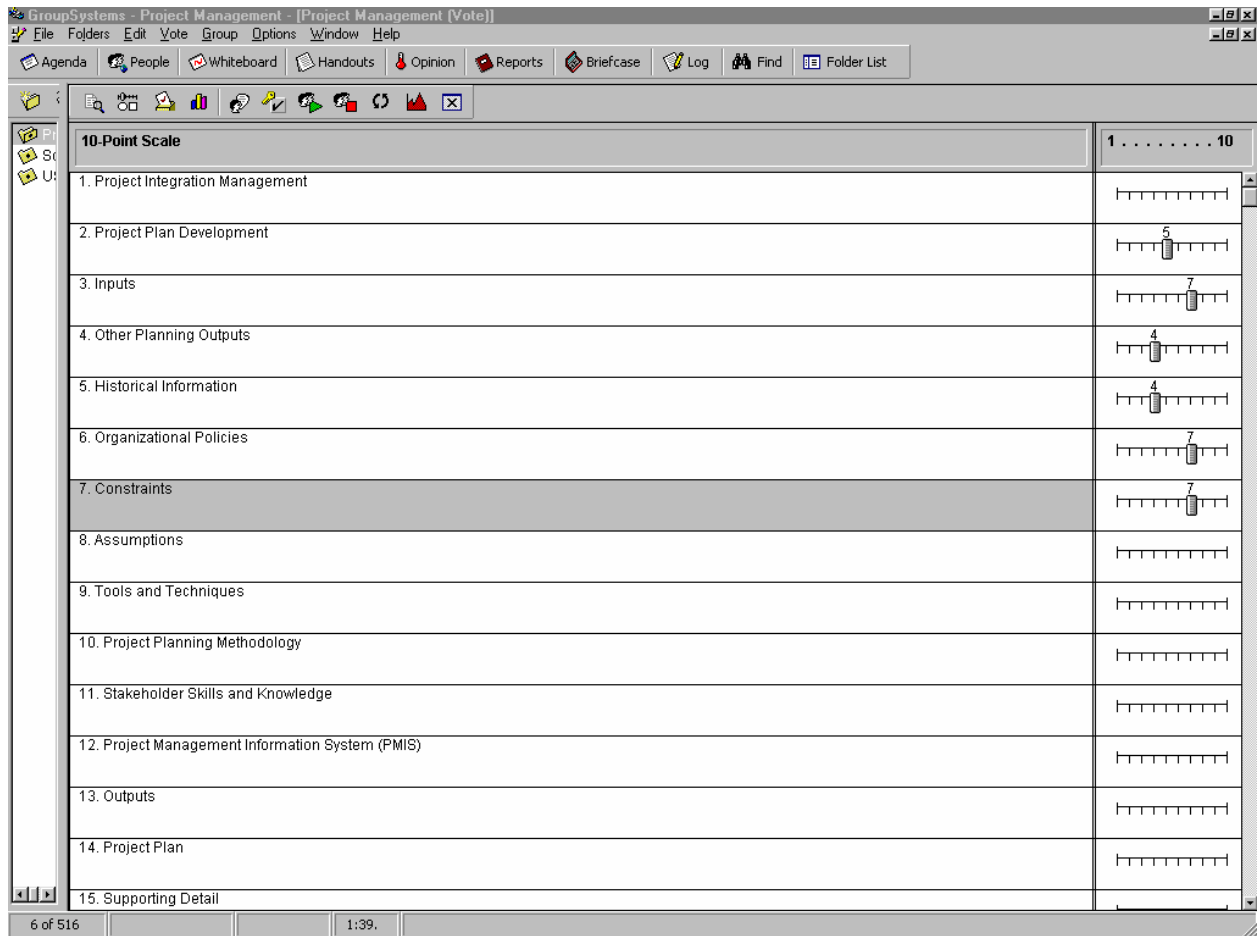 GroupSystems - Project Management - [Project Management (Vote)]
File Folders Edit Vote Group Options Window Help
Agenda People Whiteboard Handouts Opinion Reports Briefcase Log Find Folder List
10-Point Scale 1 . . . . . . . . 10
1. Project Integration Management
2. Project Plan Development 5
3. Inputs 7
4. Other Planning Outputs 4
5. Historical Information 4
6. Organizational Policies 7
7. Constraints 7
8. Assumptions
9. Tools and Techniques
10. Project Planning Methodology
11. Stakeholder Skills and Knowledge
12. Project Management Information System (PMIS)
13. Outputs
14. Project Plan
15. Supporting Detail
6 of 516 1:39.